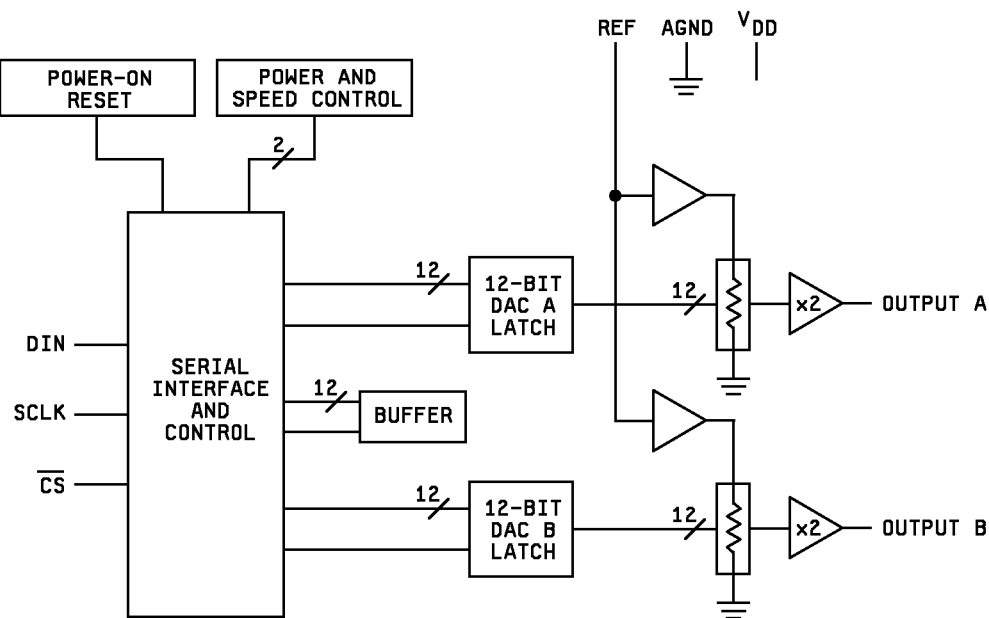 REF AGND VDD
POWER-ON
RESET
POWER AND
SPEED CONTROL
2
12
12-BIT
DAC A
LATCH
12
x2
OUTPUT A
DIN
SCLK
CS
SERIAL
INTERFACE
AND
CONTROL
12
BUFFER
12
12-BIT
DAC B
LATCH
12
x2
OUTPUT B